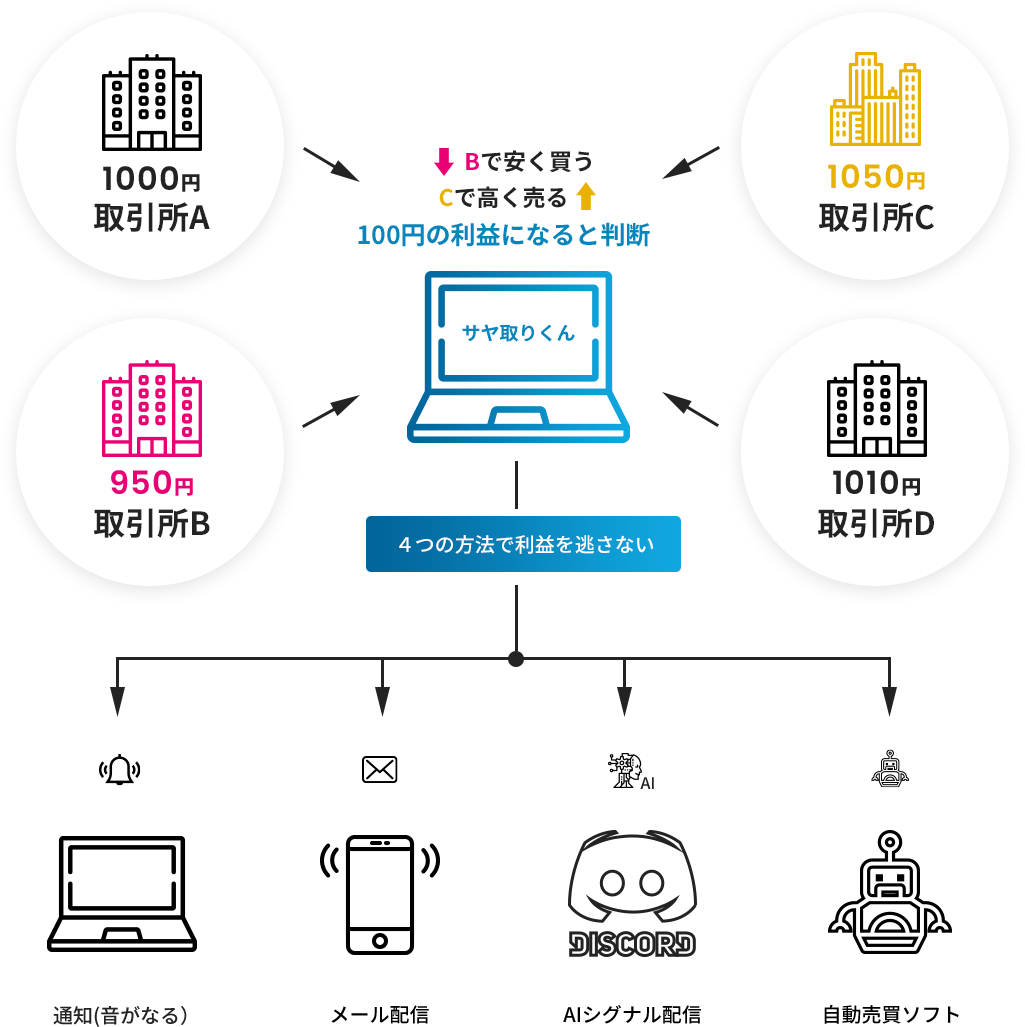 1000円
取引所A
Bで安く買う
Cで高く売る
100円の利益になると判断
1050円
取引所C
サヤ取りくん
950円
取引所B
1010円
取引所D
4つの方法で利益を逃さない
AI
DISCORD
通知(音がなる)
メール配信
AIシグナル配信
自動売買ソフト